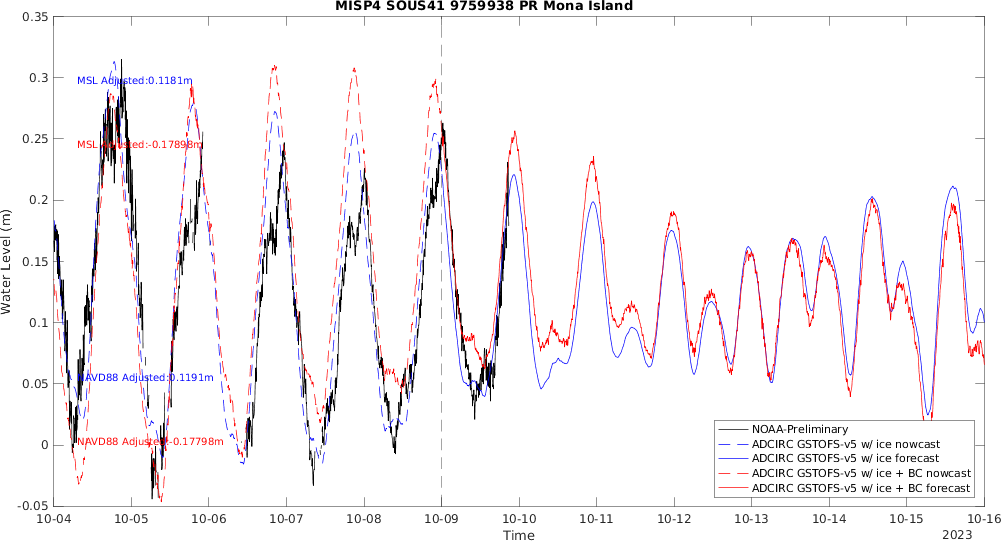 MISP4 SOUS41 9759938 PR Mona Island
0.35
0.3
0.25
0.2
0.15
0.1
0.05
0
-0.05
Water Level (m)
MSL Adjusted:0.1181m
MSL Adjusted:-0.17898m
NAVD88 Adjusted:0.1191m
NAVD88 Adjusted:-0.17798m
NOAA-Preliminary
ADCIRC GSTOFS-v5 w/ ice nowcast
ADCIRC GSTOFS-v5 w/ ice forecast
ADCIRC GSTOFS-v5 w/ ice + BC nowcast
ADCIRC GSTOFS-v5 w/ ice + BC forecast
10-04 10-05 10-06 10-07 10-08 10-09 10-10 10-11 10-12 10-13 10-14 10-15 10-16
Time
2023